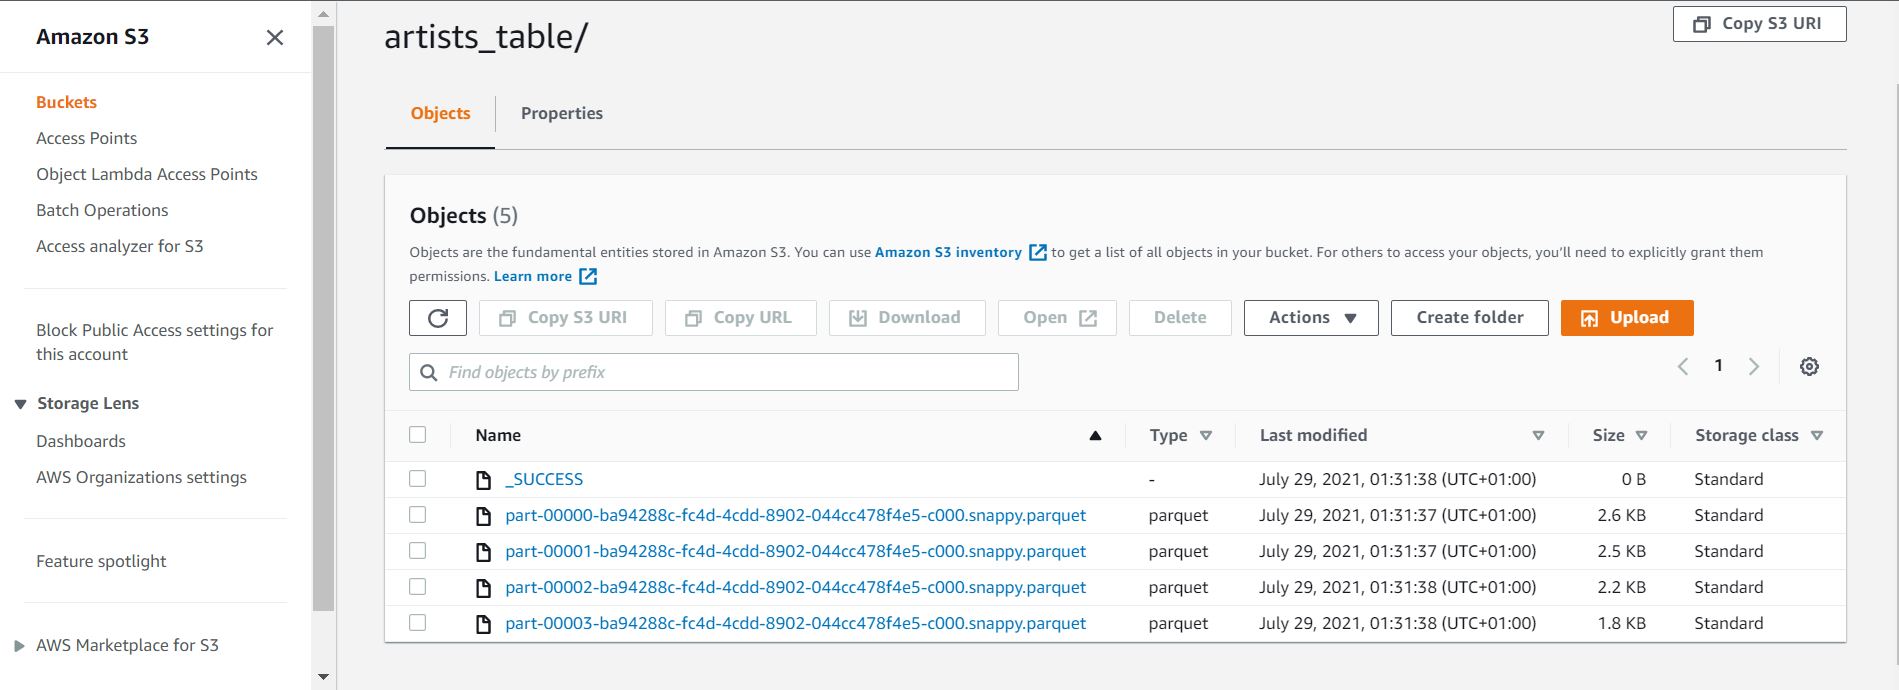 Amazon S3
Buckets
Access Points
Object Lambda Access Points
Batch Operations
Access analyzer for S3
Block Public Access settings for
this account
Storage Lens
Dashboards
AWS Organizations settings
Feature spotlight
AWS Marketplace for S3
artists_table/
Copy S3 URI
Objects Properties
Objects (5)
Objects are the fundamental entities stored in Amazon S3. You can use Amazon S3 inventory to get a list of all objects in your bucket. For others to access your objects, you’ll need to explicitly grant them
permissions. Learn more
Copy S3 URI Copy URL Download Open Delete Actions Create folder Upload
Find objects by prefix
1
Name Type Last modified Size Storage class
_SUCCESS - July 29, 2021, 01:31:38 (UTC+01:00) 0 B Standard
part-00000-ba94288c-fc4d-4cdd-8902-044cc478f4e5-c000.snappy.parquet parquet July 29, 2021, 01:31:37 (UTC+01:00) 2.6 KB Standard
part-00001-ba94288c-fc4d-4cdd-8902-044cc478f4e5-c000.snappy.parquet parquet July 29, 2021, 01:31:37 (UTC+01:00) 2.5 KB Standard
part-00002-ba94288c-fc4d-4cdd-8902-044cc478f4e5-c000.snappy.parquet parquet July 29, 2021, 01:31:38 (UTC+01:00) 2.2 KB Standard
part-00003-ba94288c-fc4d-4cdd-8902-044cc478f4e5-c000.snappy.parquet parquet July 29, 2021, 01:31:38 (UTC+01:00) 1.8 KB Standard